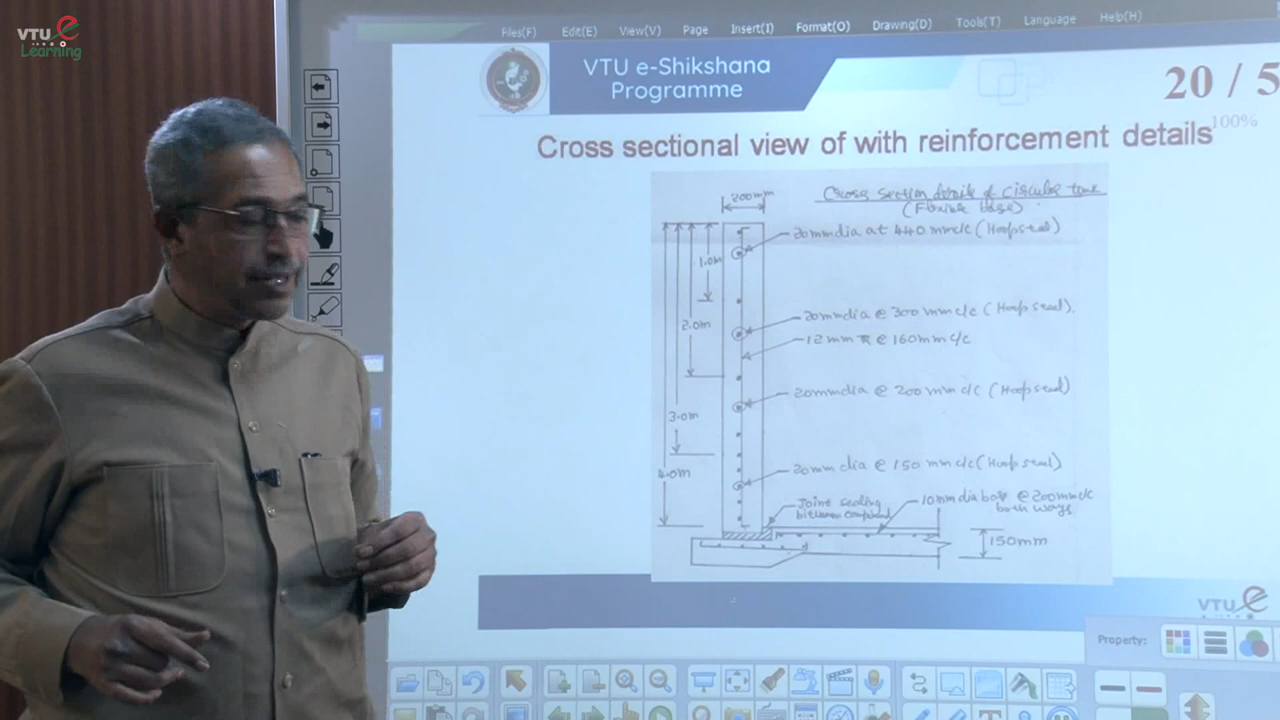 VTU e
Learning
Files(F) Edit(E) View(V) Page Insert(I) Format(O) Drawing(D) Tools(T) Language Help(H)
VTU e-Shikshana
Programme
20 / 5
100%
Cross sectional view of with reinforcement details
200mm
Cross section details of circular tank
(Flexible base)
20mm dia at 440 mm c/c (Hoop steel)
1.0m
20mm dia @ 300 mm c/c (Hoop steel).
2.0m
12 mm @ 160mm c/c
20mm dia @ 200 mm c/c (Hoop steel)
3.0m
20mm dia @ 150 mm c/c (Hoop steel)
4.0m
Joint sealing
bitumen compound
10mm dia bars @ 200mm c/c
both ways
150mm
VTU e
Property: